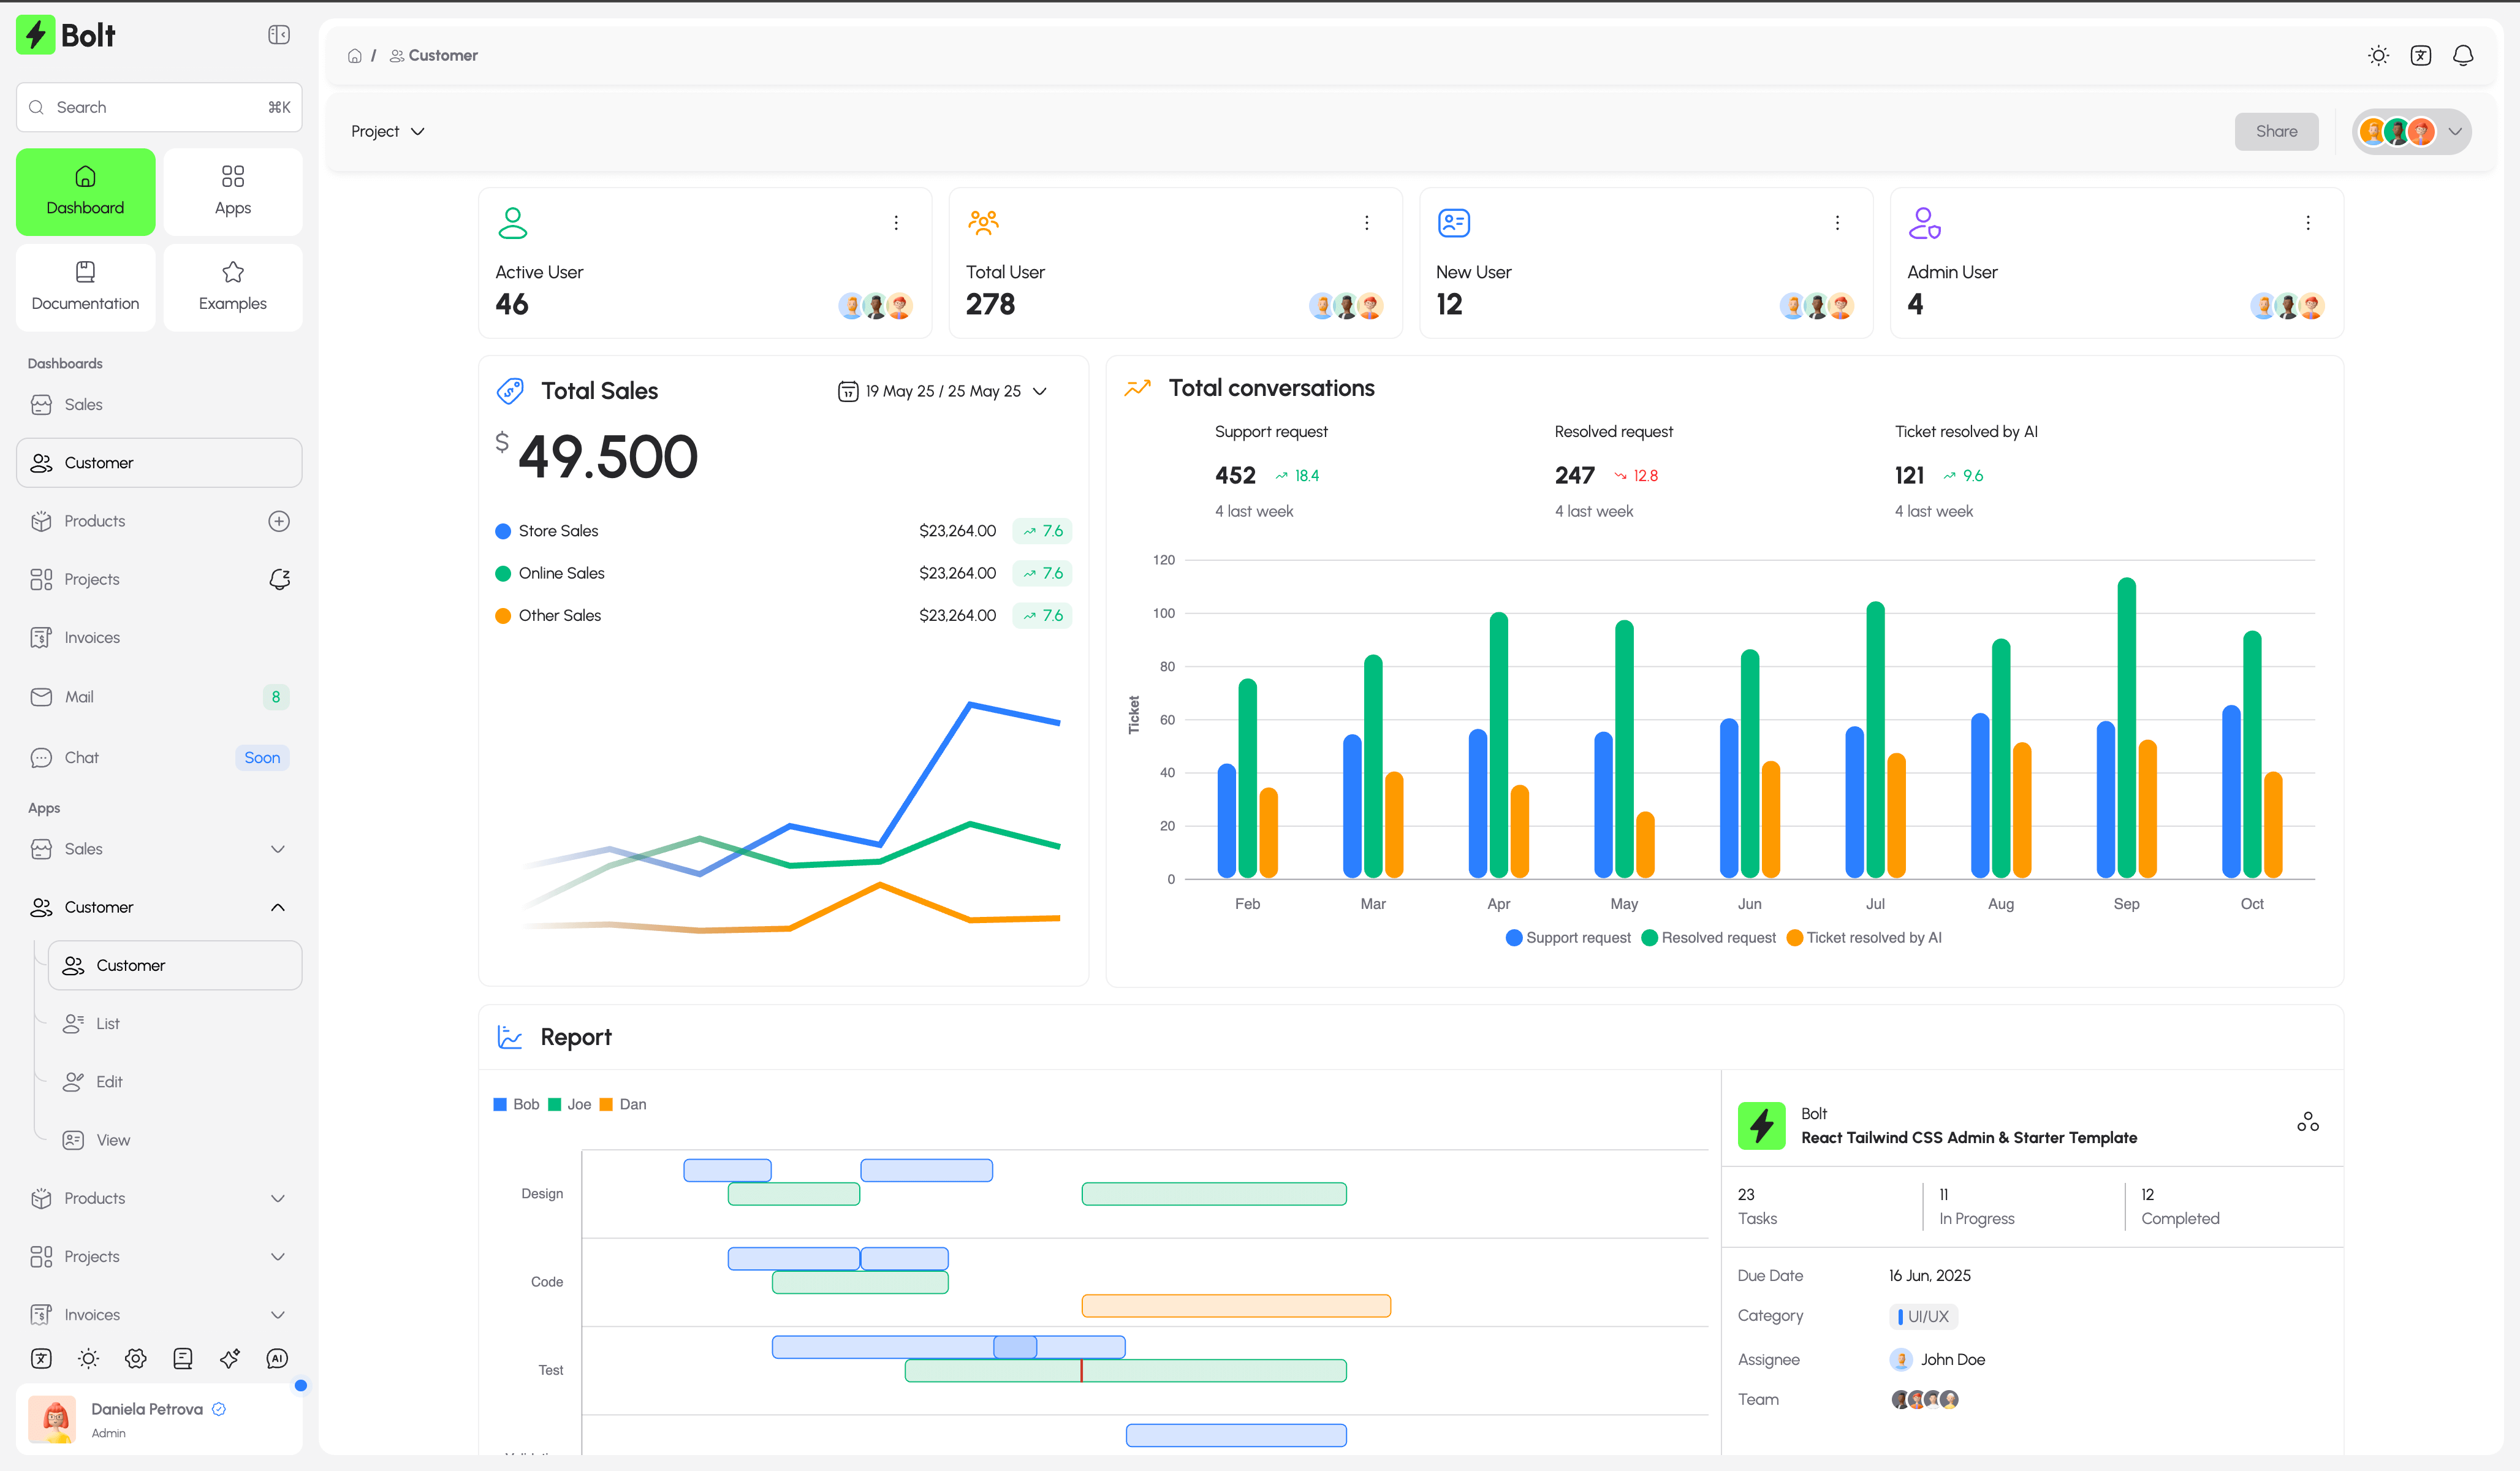 Bolt
Search ⌘K
Dashboard
Apps
Documentation
Examples
Dashboards
Sales
Customer
Products
Projects
Invoices
Mail 8
Chat Soon
Apps
Sales
Customer
Customer
List
Edit
View
Products
Projects
Invoices
AI
Daniela Petrova
Admin
/ Customer
Project
Share
Active User
46
Total User
278
New User
12
Admin User
4
Total Sales
17 19 May 25 / 25 May 25
$ 49.500
Store Sales $23,264.00 7.6
Online Sales $23,264.00 7.6
Other Sales $23,264.00 7.6
Total conversations
Support request
452 18.4
4 last week
Resolved request
247 12.8
4 last week
Ticket resolved by AI
121 9.6
4 last week
Ticket
120
100
80
60
40
20
0
Feb Mar Apr May Jun Jul Aug Sep Oct
Support request Resolved request Ticket resolved by AI
Report
Bob Joe Dan
Design
Code
Test
Bolt
React Tailwind CSS Admin & Starter Template
23
Tasks
11
In Progress
12
Completed
Due Date 16 Jun, 2025
Category UI/UX
Assignee John Doe
Team